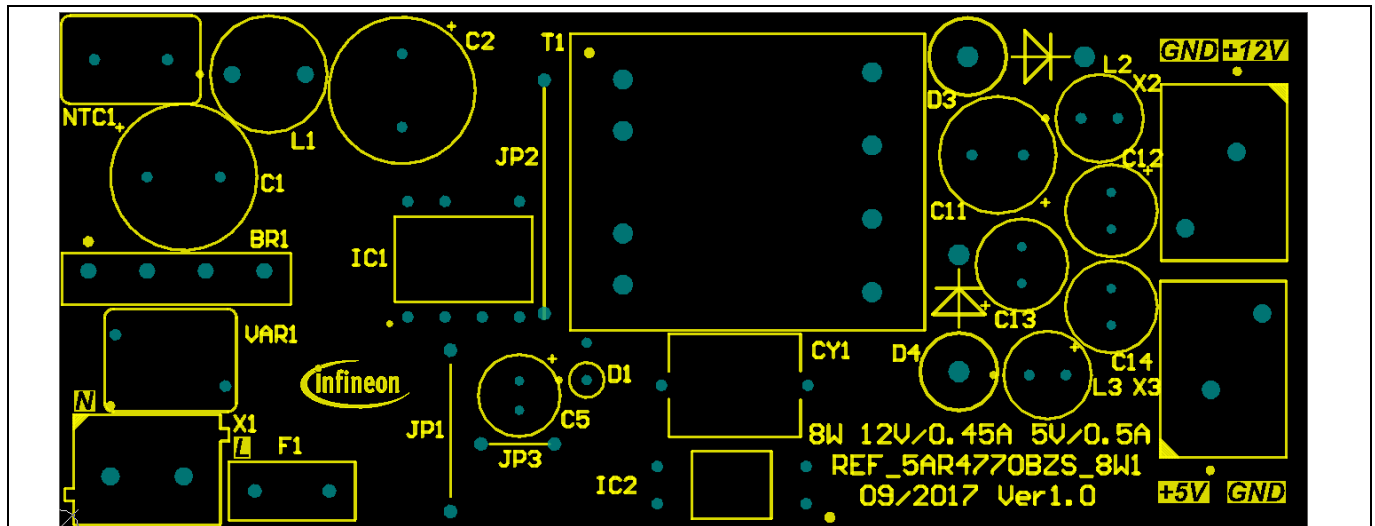 C2
T1
GND +12V
L2
X2
D3
NTC1
L1
JP2
C12
C1
C11
BR1
IC1
C13
VAR1
CY1
D4
C14
infineon
D1
L3 X3
N
X1
C5
JP1
L
F1
8W 12V/0.45A 5V/0.5A
JP3
REF_5AR4770BZS_8W1
IC2
+5V GND
09/2017 Ver1.0